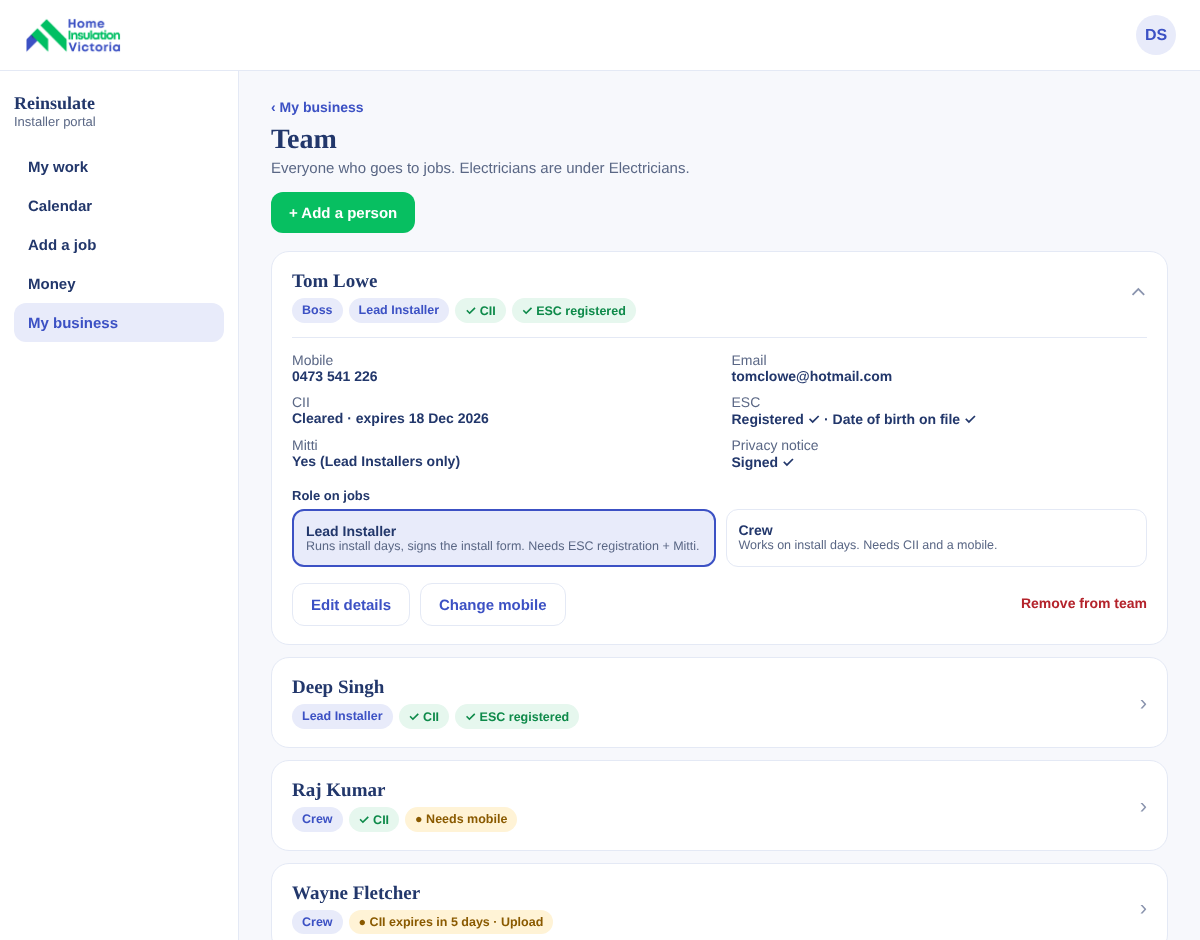 Home
Insulation
Victoria
DS
Reinsulate
Installer portal
My work
Calendar
Add a job
Money
My business
‹ My business
Team
Everyone who goes to jobs. Electricians are under Electricians.
+ Add a person
Tom Lowe
Boss
Lead Installer
✓ CII
✓ ESC registered
Mobile
0473 541 226
Email
tomclowe@hotmail.com
CII
Cleared · expires 18 Dec 2026
ESC
Registered ✓ · Date of birth on file ✓
Mitti
Yes (Lead Installers only)
Privacy notice
Signed ✓
Role on jobs
Lead Installer
Runs install days, signs the install form. Needs ESC registration + Mitti.
Crew
Works on install days. Needs CII and a mobile.
Edit details
Change mobile
Remove from team
Deep Singh
Lead Installer
✓ CII
✓ ESC registered
Raj Kumar
Crew
✓ CII
● Needs mobile
Wayne Fletcher
Crew
● CII expires in 5 days · Upload